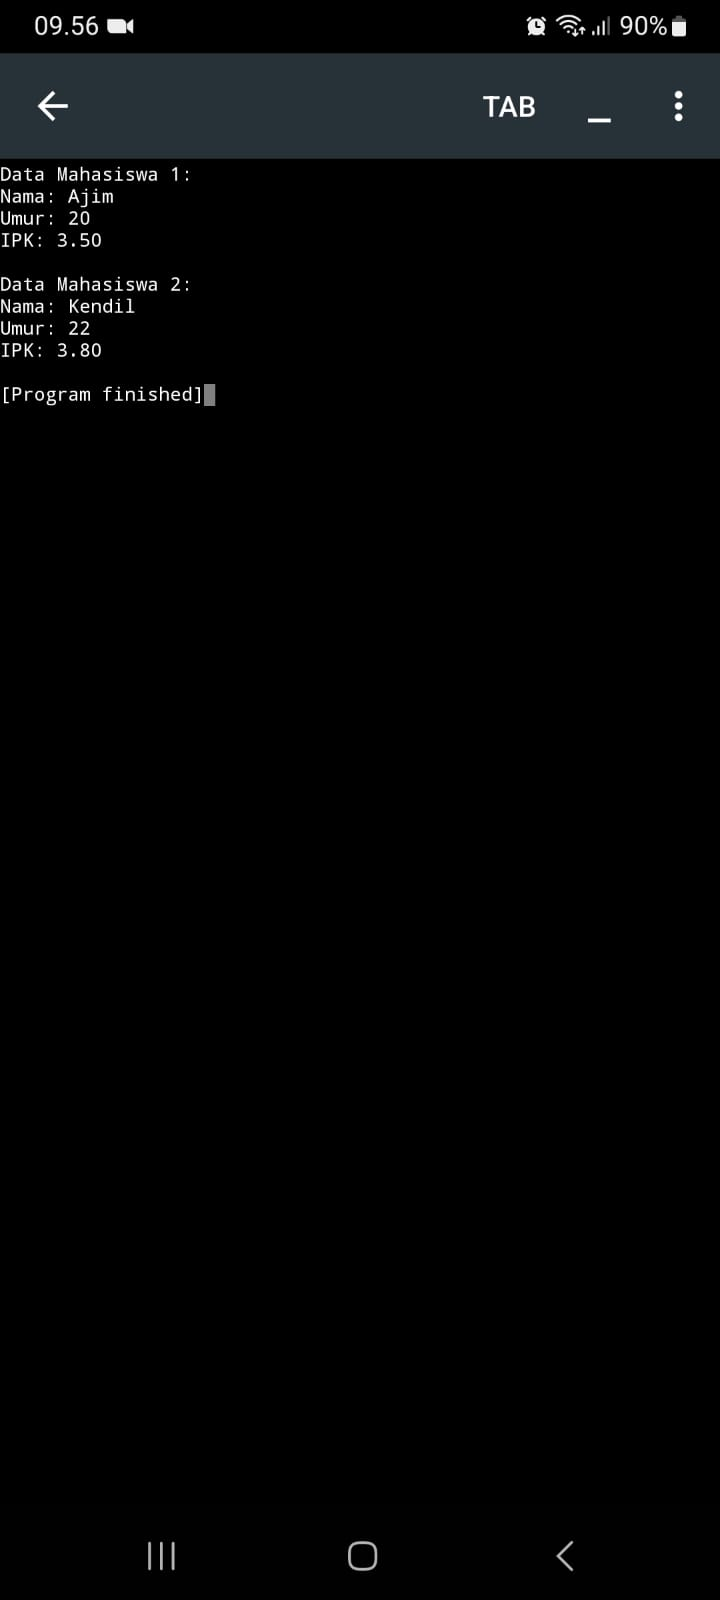 09.56
90%
TAB
Data Mahasiswa 1:
Nama: Ajim
Umur: 20
IPK: 3.50
Data Mahasiswa 2:
Nama: Kendil
Umur: 22
IPK: 3.80
[Program finished]